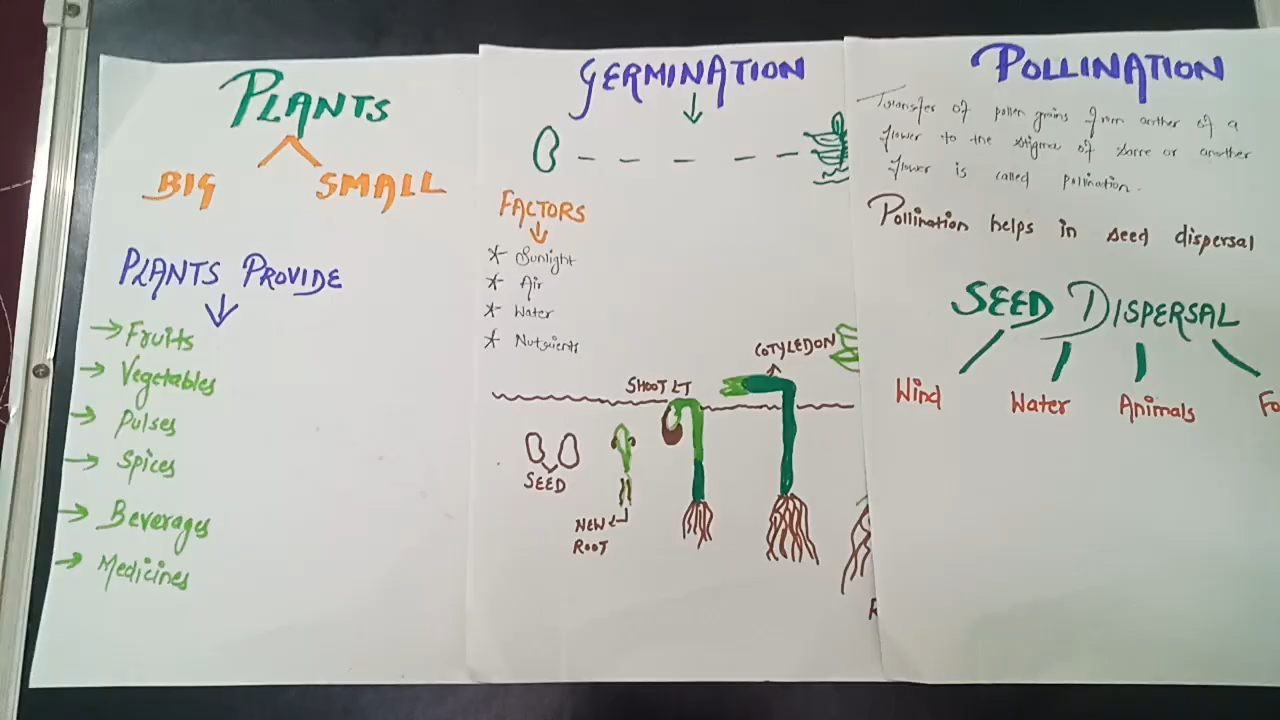 PLANTS
BIG SMALL
PLANTS PROVIDE
Fruits
Vegetables
Pulses
Spices
Beverages
Medicines
GERMINATION
FACTORS
Sunlight
Air
Water
Nutrients
COTYLEDON
SHOOT
SEED
NEW
ROOT
POLLINATION
Transfer of pollen grains from anther of a
flower to the stigma of same or another
flower is called pollination.
Pollination helps in seed dispersal
SEED DISPERSAL
Wind Water Animals